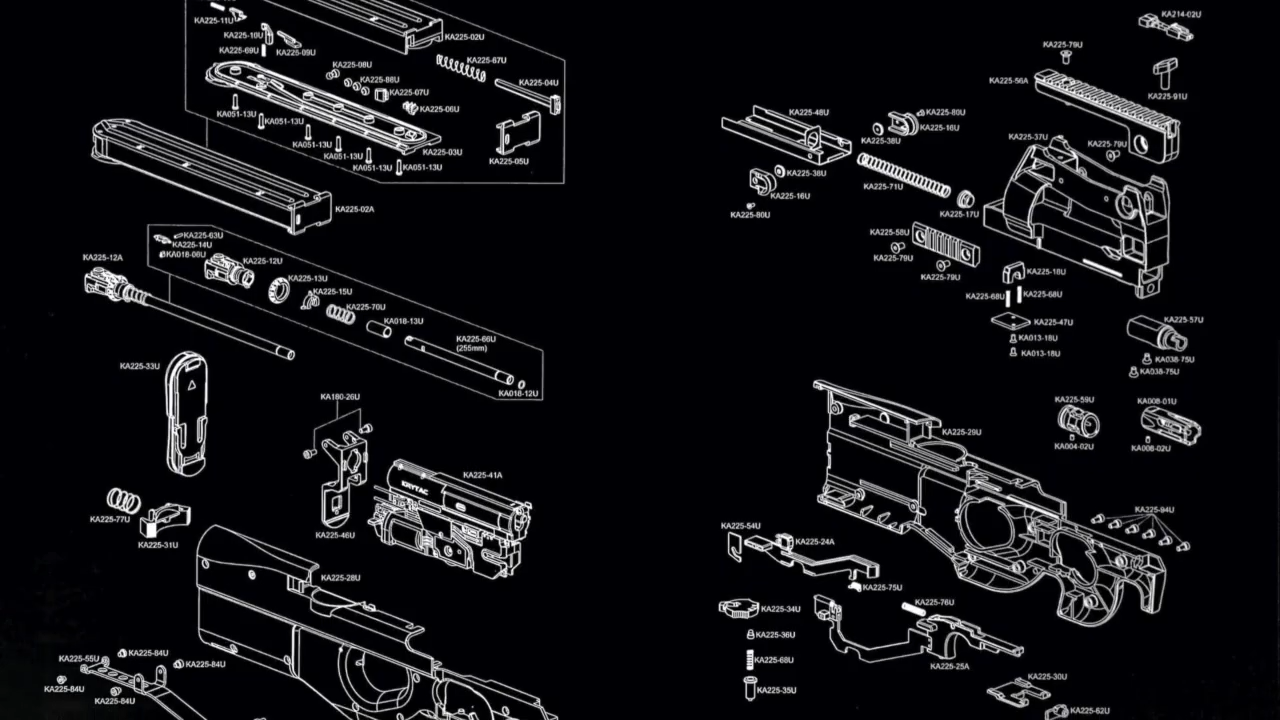 KA225-11U
KA225-10U
KA225-69U
KA225-09U
KA225-02U
KA225-08U
KA225-88U
KA225-07U
KA225-06U
KA225-67U
KA225-04U
KA051-13U
KA051-13U
KA051-13U
KA051-13U
KA051-13U
KA051-13U
KA225-03U
KA225-05U
KA225-02A
KA225-63U
KA225-14U
KA018-06U
KA225-12U
KA225-12A
KA225-13U
KA225-15U
KA225-70U
KA018-13U
KA225-66U
(255mm)
KA018-12U
KA225-33U
KA225-77U
KA225-31U
KA225-46U
KA225-41A
KRYTAC
KA225-28U
KA225-55U
KA225-84U
KA225-84U
KA225-84U
KA225-84U
KA214-02U
KA225-79U
KA225-56A
KA225-91U
KA225-48U
KA225-80U
KA225-16U
KA225-38U
KA225-38U
KA225-16U
KA225-80U
KA225-71U
KA225-17U
KA225-37U
KA225-79U
KA225-58U
KA225-79U
KA225-79U
KA225-18U
KA225-68U
KA225-68U
KA225-47U
KA013-18U
KA013-18U
KA225-57U
KA038-75U
KA038-75U
KA225-59U
KA004-02U
KA008-01U
KA008-02U
KA225-29U
KA225-94U
KA225-54U
KA225-24A
KA225-75U
KA225-34U
KA225-36U
KA225-68U
KA225-35U
KA225-76U
KA225-25A
KA225-30U
KA225-62U